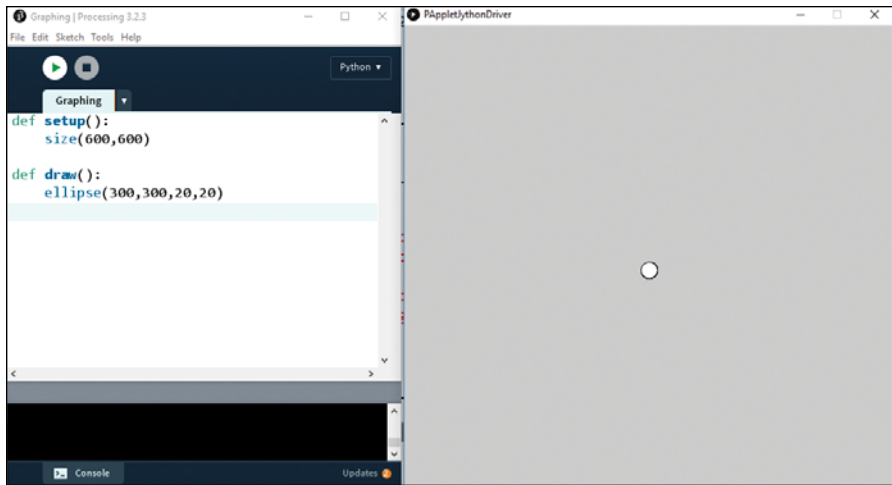 Graphing | Processing 3.2.3
File Edit Sketch Tools Help
Python ▾
Graphing ▾
def setup():
    size(600,600)
def draw():
    ellipse(300,300,20,20)
Console
Updates 2
PAppletJythonDriver